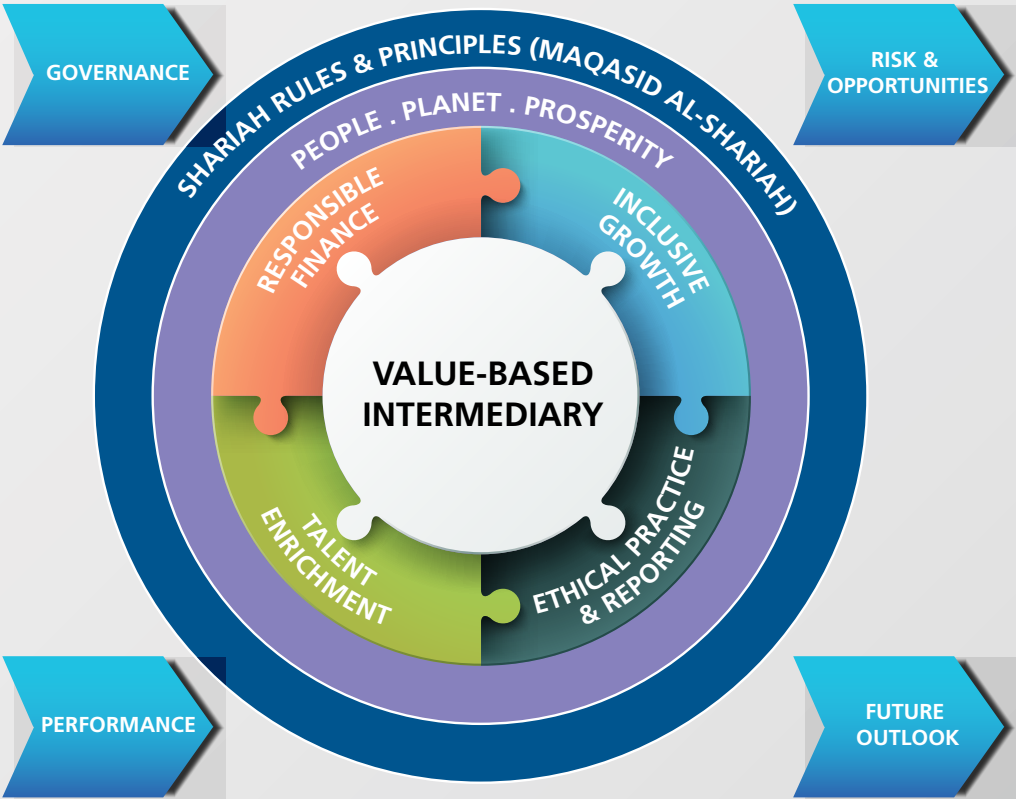 GOVERNANCE
RISK &
OPPORTUNITIES
SHARIAH RULES & PRINCIPLES (MAQASID AL-SHARIAH)
PEOPLE . PLANET . PROSPERITY
RESPONSIBLE
FINANCE
INCLUSIVE
GROWTH
VALUE-BASED
INTERMEDIARY
TALENT
ENRICHMENT
ETHICAL PRACTICE
& REPORTING
PERFORMANCE
FUTURE
OUTLOOK